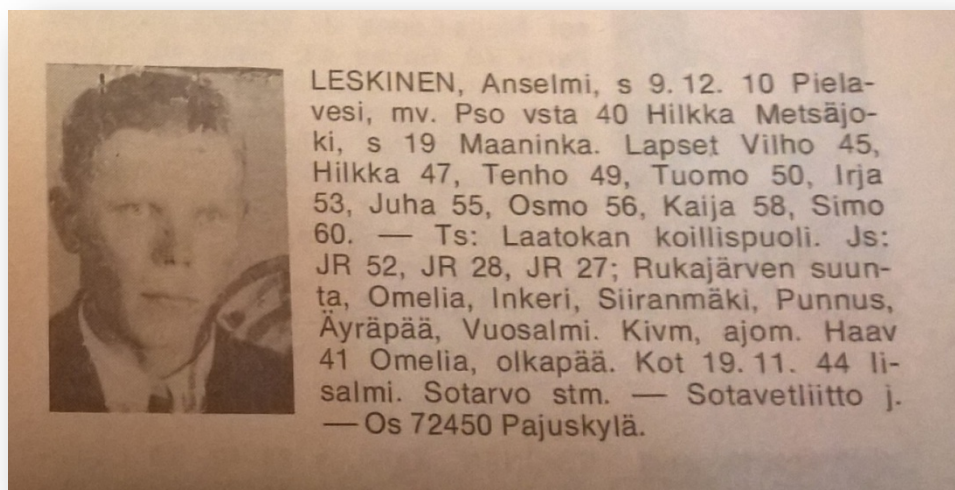 LESKINEN, Anselmi, s 9. 12. 10 Piela-
vesi, mv. Pso vsta 40 Hilkka Metsäjo-
ki, s 19 Maaninka. Lapset Vilho 45,
Hilkka 47, Tenho 49, Tuomo 50, Irja
53, Juha 55, Osmo 56, Kaija 58, Simo
60. — Ts: Laatokan koillispuoli. Js:
JR 52, JR 28, JR 27; Rukajärven suun-
ta, Omelia, Inkeri, Siiranmäki, Punnus,
Äyräpää, Vuosalmi. Kivm, ajom. Haav
41 Omelia, olkapää. Kot 19. 11. 44 Ii-
salmi. Sotarvo stm. — Sotavetliitto j.
— Os 72450 Pajuskylä.